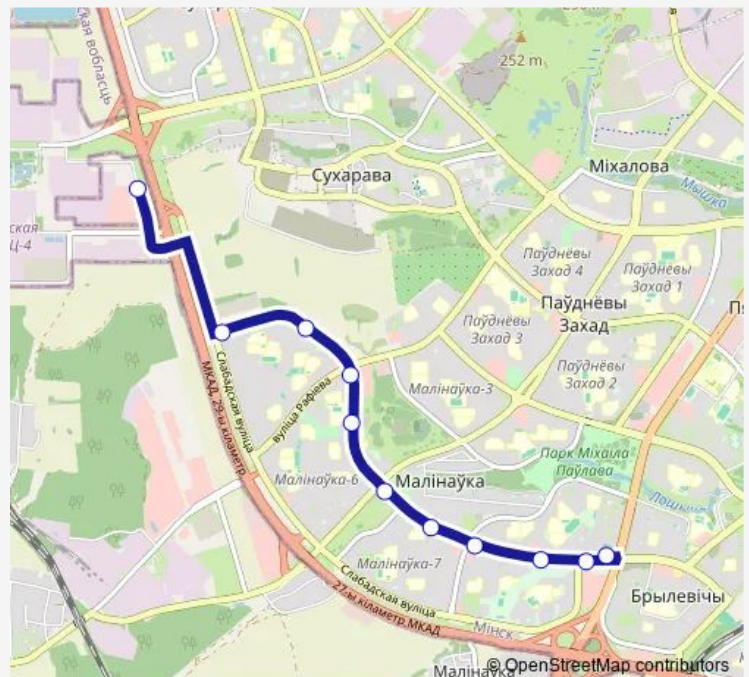 252 m
Сухарава
Міхалова
Мышка
Паўднёвы
Захад 4
Паўднёвы
Захад 1
Паўднёвы
Захад
Паўднёвы
Захад 3
Паўднёвы
Захад 2
Малінаўка-3
Слабадская вуліца
МКАД, 29-ы кіламетр
вуліца Рафіева
Парк Міхаіла
Паўлава
Лошыца
Малінаўка-6
Малінаўка
Малінаўка-7
Слабадская вуліца
27-ы кіламетр МКАД
Брылевічы
Мінск
Малінаўка
© OpenStreetMap contributors